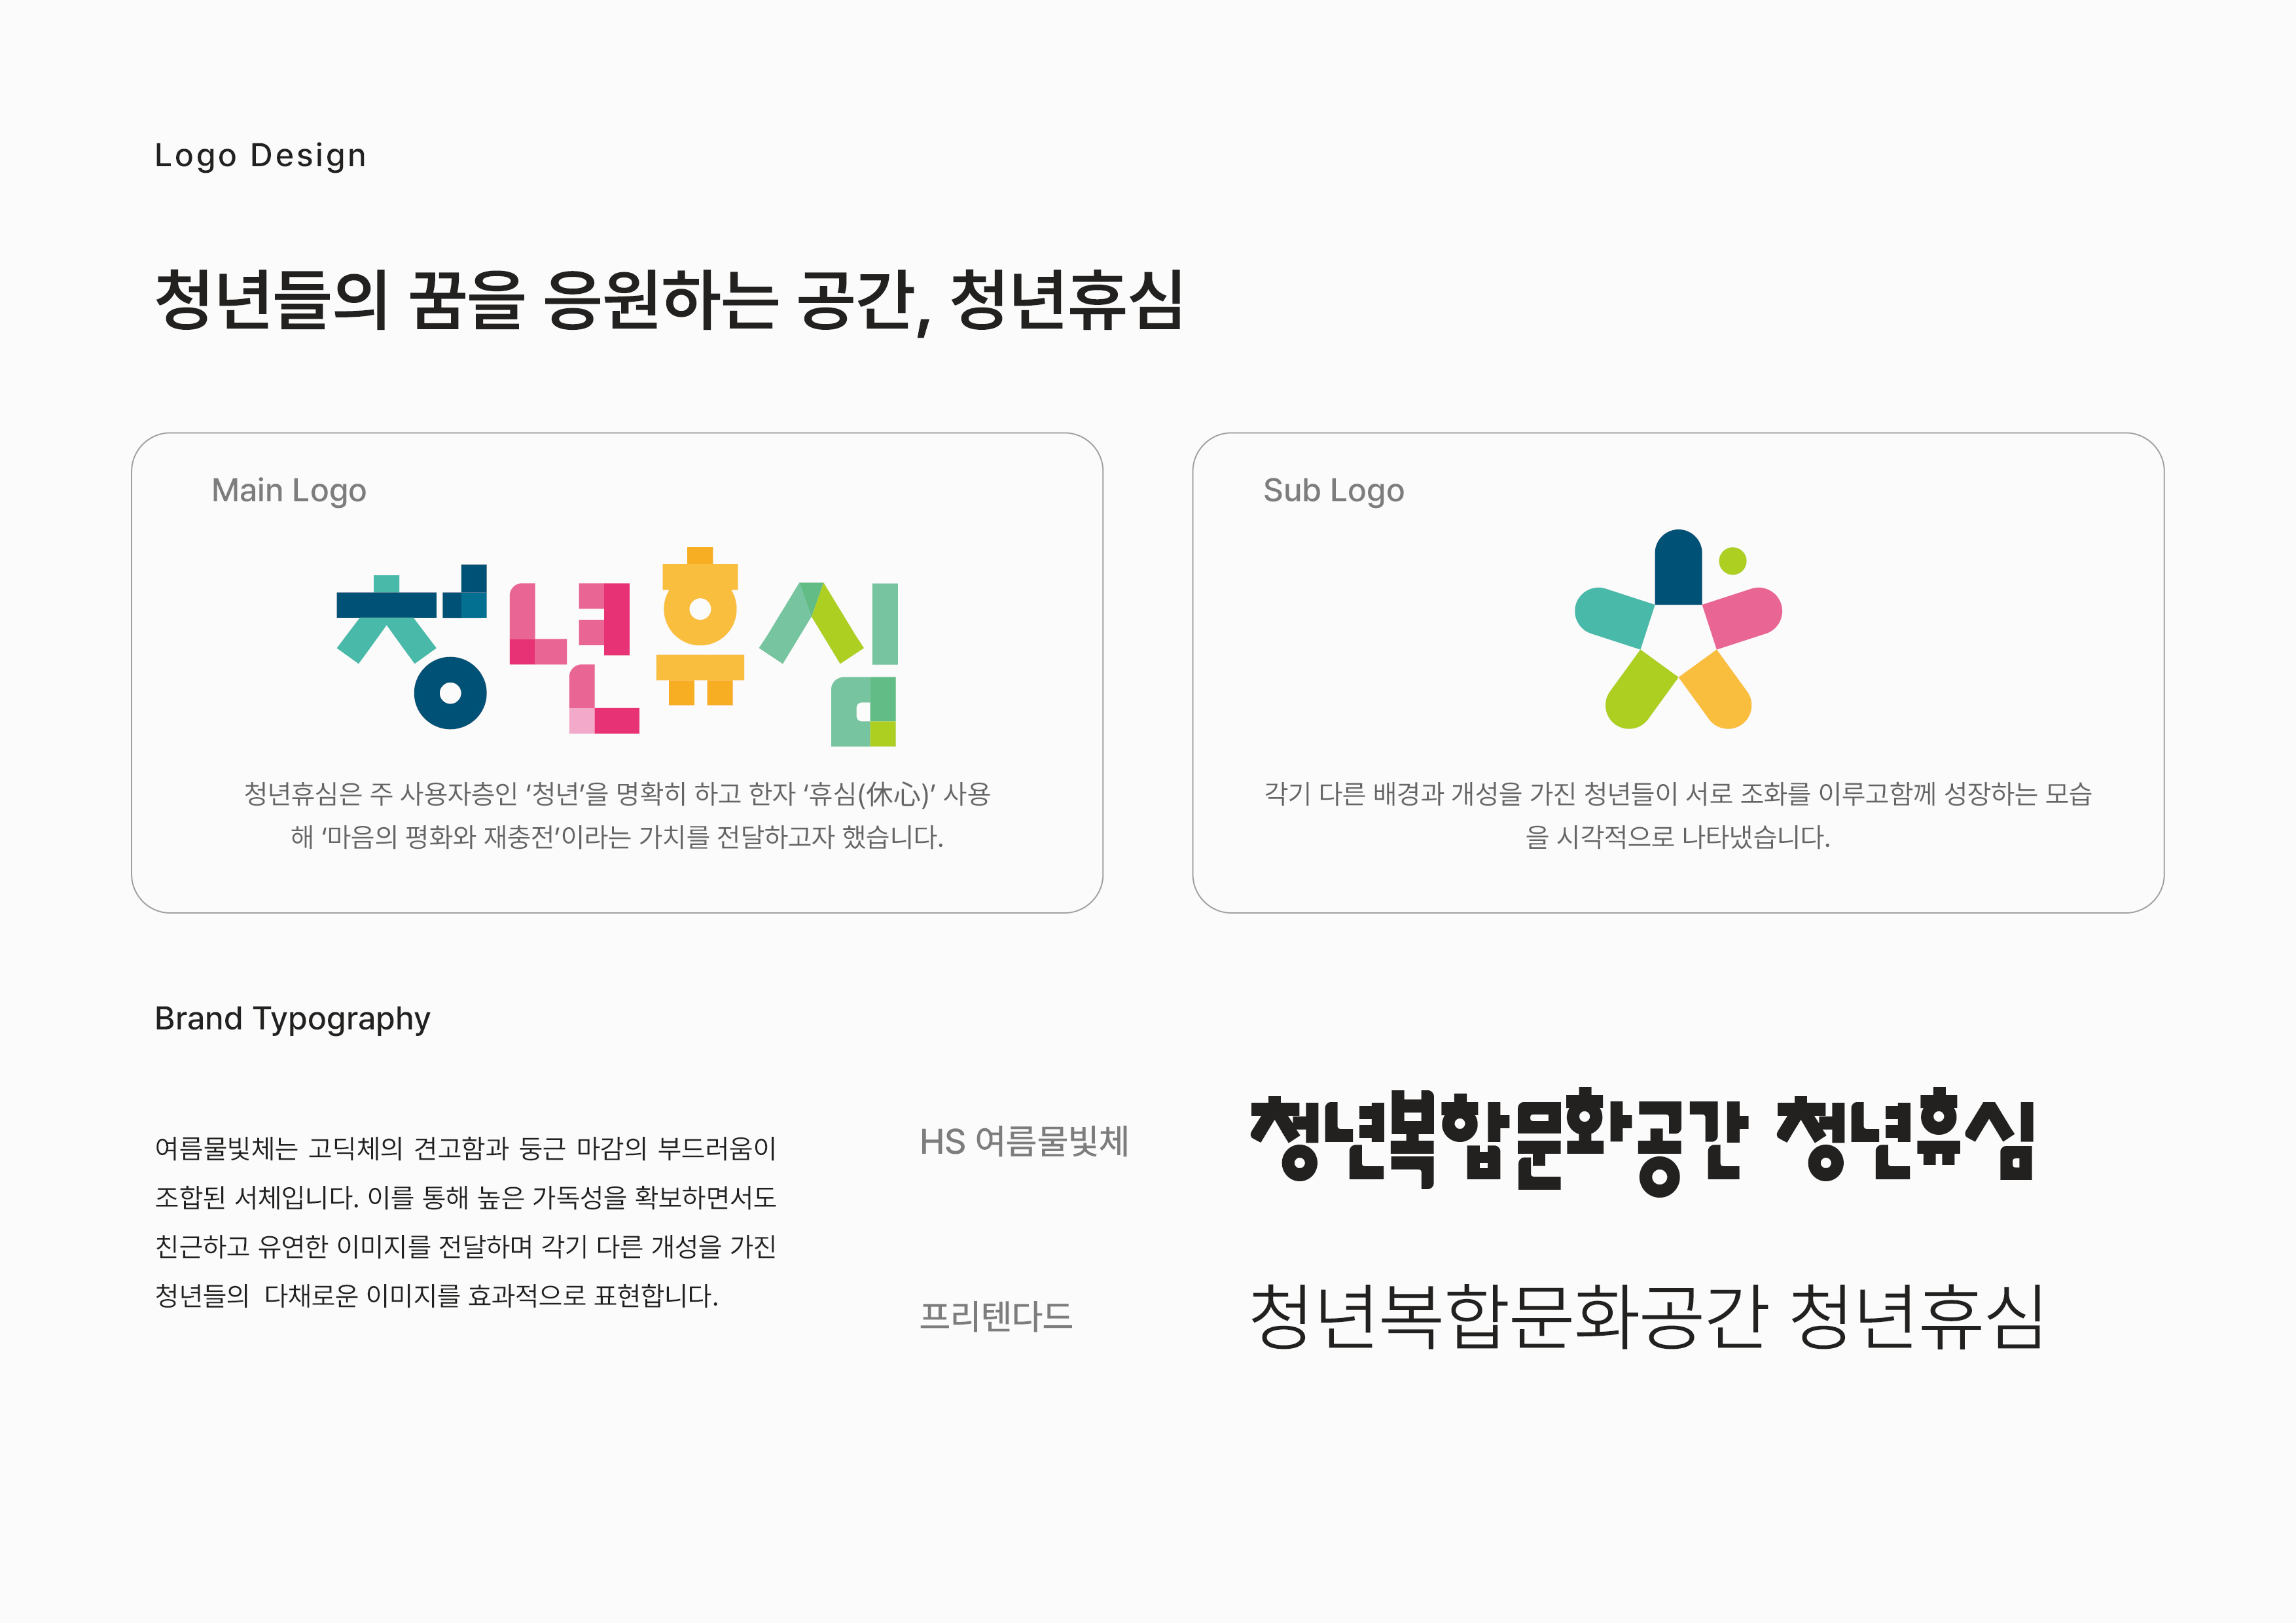 Logo Design
청년들의 꿈을 응원하는 공간, 청년휴심
Main Logo
청년휴심
청년휴심은 주 사용자층인 ‘청년’을 명확히 하고 한자 ‘휴심(休心)’ 사용
해 ‘마음의 평화와 재충전’이라는 가치를 전달하고자 했습니다.
Sub Logo
각기 다른 배경과 개성을 가진 청년들이 서로 조화를 이루고함께 성장하는 모습
을 시각적으로 나타냈습니다.
Brand Typography
여름물빛체는 고딕체의 견고함과 둥근 마감의 부드러움이
조합된 서체입니다. 이를 통해 높은 가독성을 확보하면서도
친근하고 유연한 이미지를 전달하며 각기 다른 개성을 가진
청년들의  다채로운 이미지를 효과적으로 표현합니다.
HS 여름물빛체
청년복합문화공간 청년휴심
프리텐다드
청년복합문화공간 청년휴심